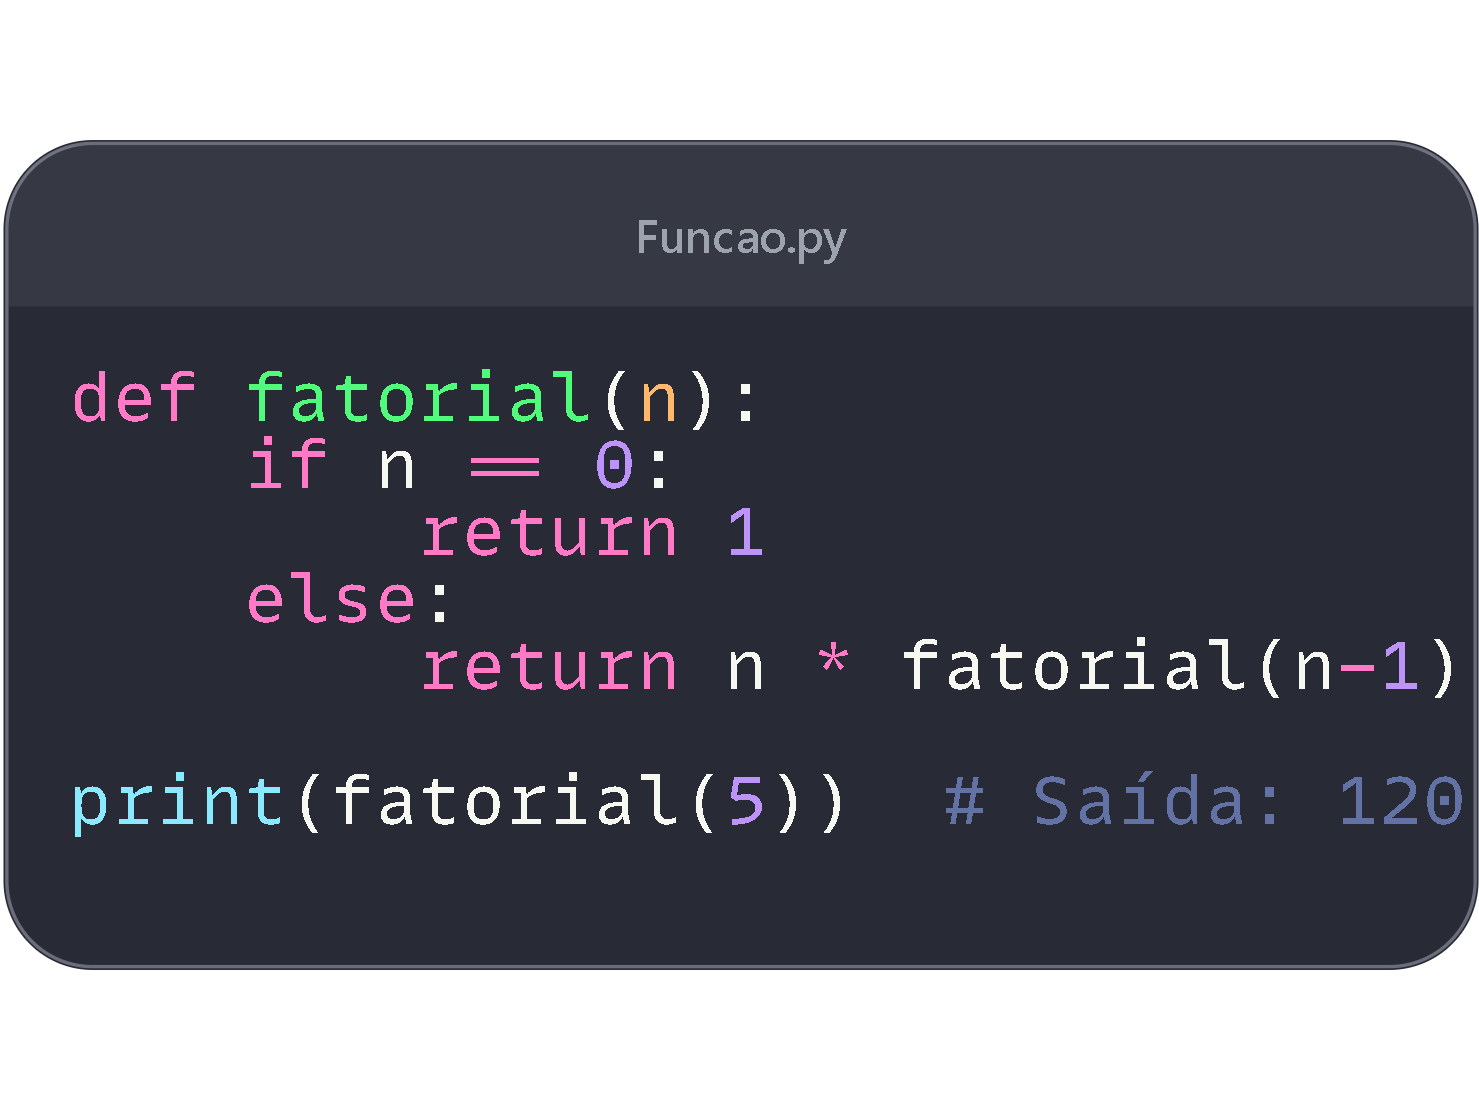 Funcao.py
def fatorial(n):
    if n == 0:
        return 1
    else:
        return n * fatorial(n-1)
print(fatorial(5))  # Saída: 120